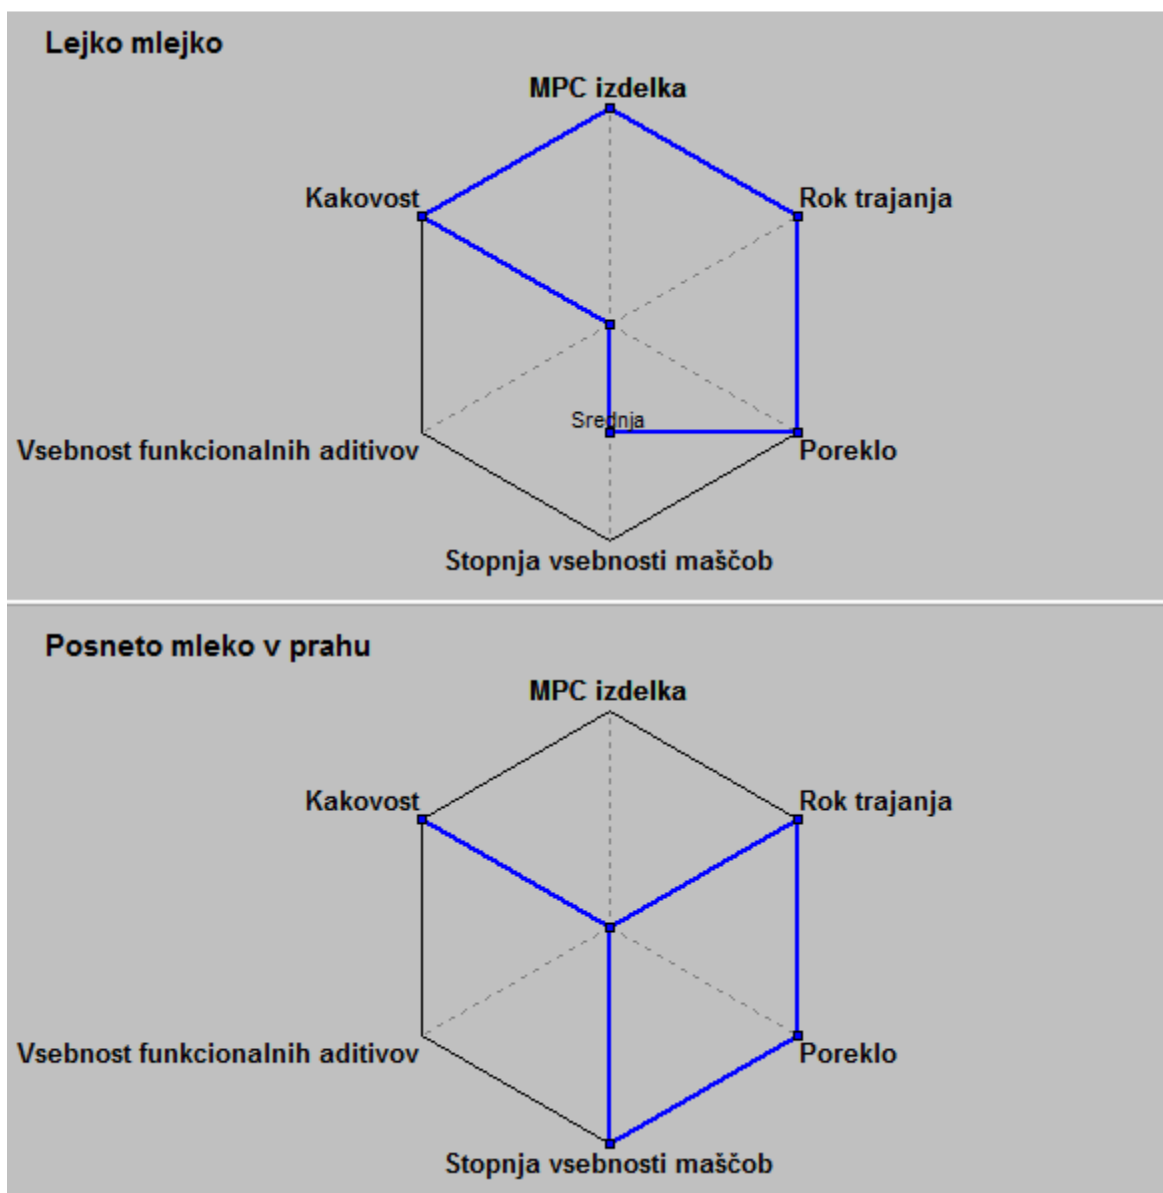 Lejko mlejko
MPC izdelka
Kakovost
Rok trajanja
Srednja
Vsebnost funkcionalnih aditivov
Poreklo
Stopnja vsebnosti maščob
Posneto mleko v prahu
MPC izdelka
Kakovost
Rok trajanja
Vsebnost funkcionalnih aditivov
Poreklo
Stopnja vsebnosti maščob